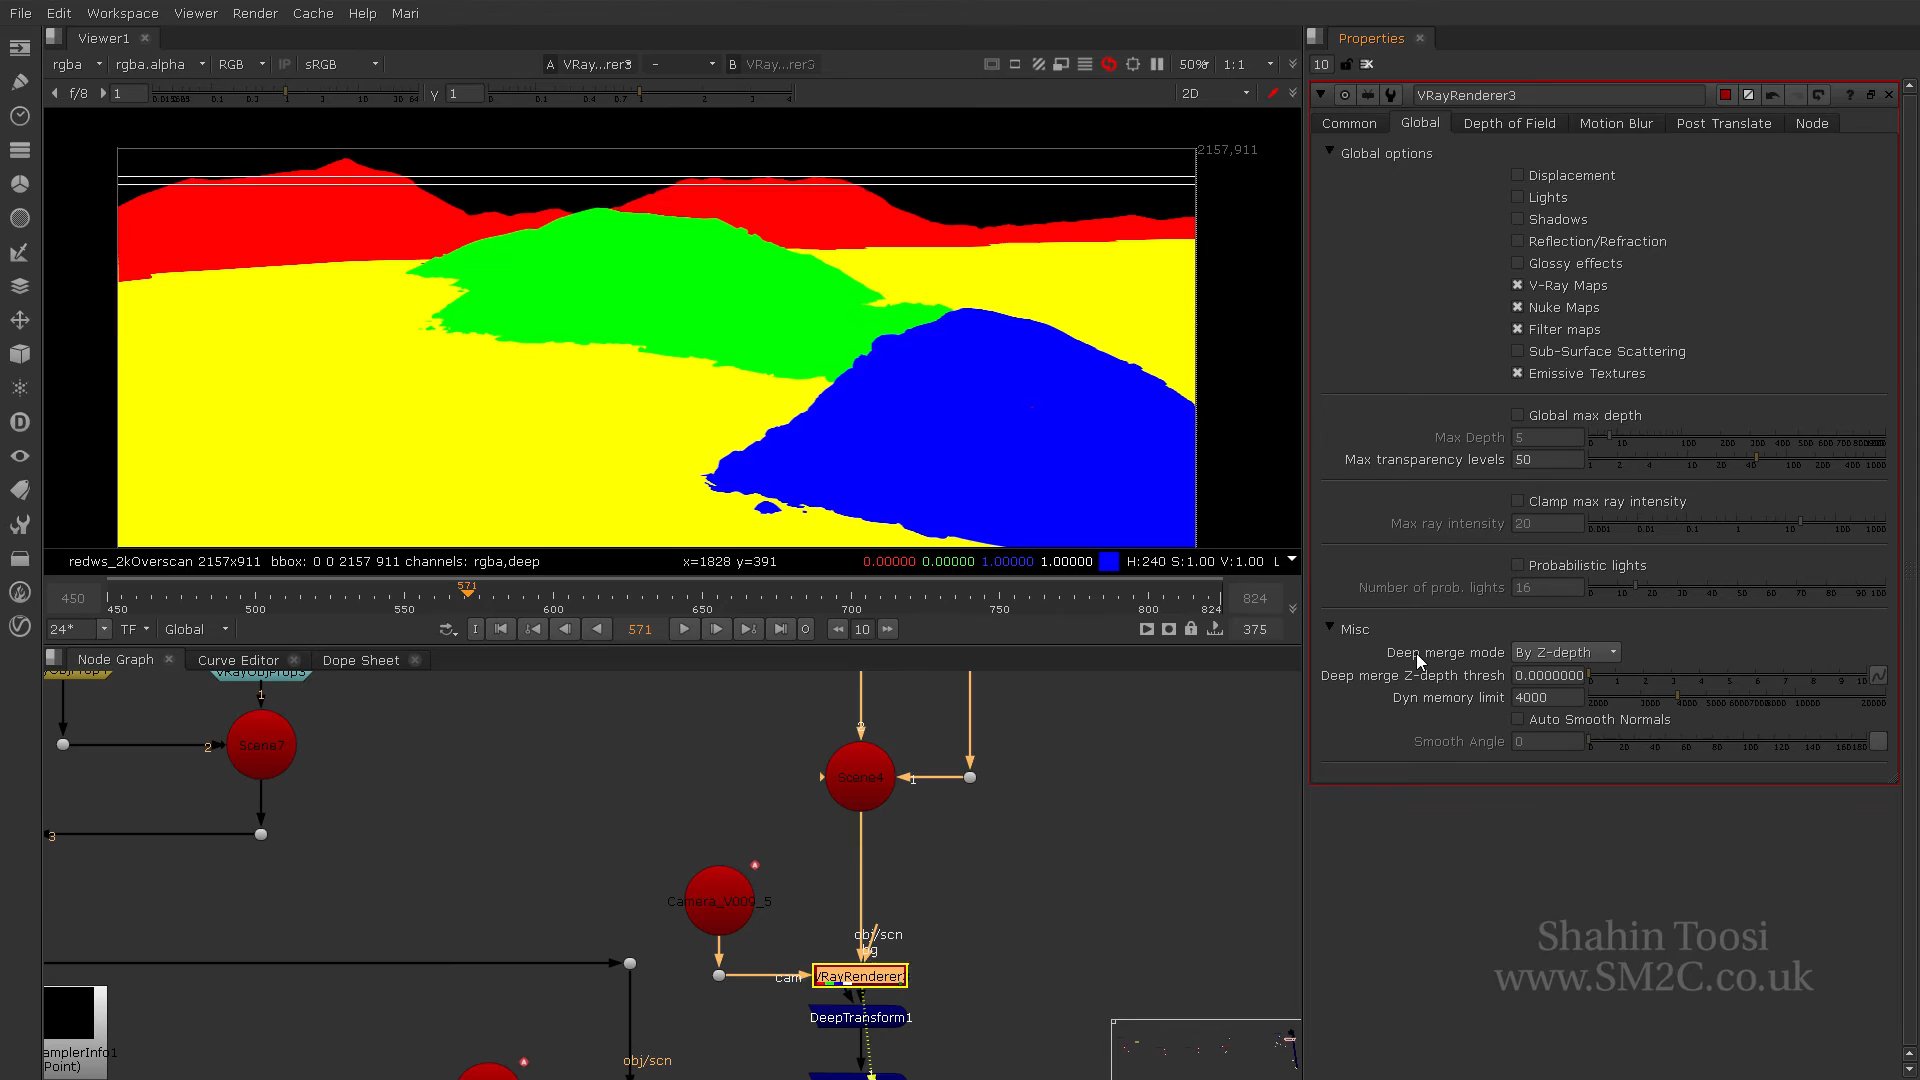 File Edit Workspace Viewer Render Cache Help Mari
Viewer1
rgba rgba.alpha RGB IP sRGB A VRay...rer3 - B VRay...rer3 50% 1:1
f/8 1 γ 1 2D
2157,911
redws_2kOverscan 2157x911 bbox: 0 0 2157 911 channels: rgba,deep x=1828 y=391 0.00000 0.00000 1.00000 1.00000 H:240 S:1.00 V:1.00 L
571
450 450 500 550 600 650 700 750 800 824 824
24* TF Global 571 10 375
Node Graph Curve Editor Dope Sheet
1
Scene7
2
3
Scene4
1
Camera_V009_5
obj/scn
bg
cam VRayRenderer
DeepTransform1
obj/scn
amplerInfo1
Point)
Properties
10
VRayRenderer3
Common Global Depth of Field Motion Blur Post Translate Node
Global options
Displacement
Lights
Shadows
Reflection/Refraction
Glossy effects
V-Ray Maps
Nuke Maps
Filter maps
Sub-Surface Scattering
Emissive Textures
Global max depth
Max Depth 5
Max transparency levels 50
Clamp max ray intensity
Max ray intensity 20
Probabilistic lights
Number of prob. lights 16
Misc
Deep merge mode By Z-depth
Deep merge Z-depth thresh 0.0000000
Dyn memory limit 4000
Auto Smooth Normals
Smooth Angle 0
Shahin Toosi
www.SM2C.co.uk